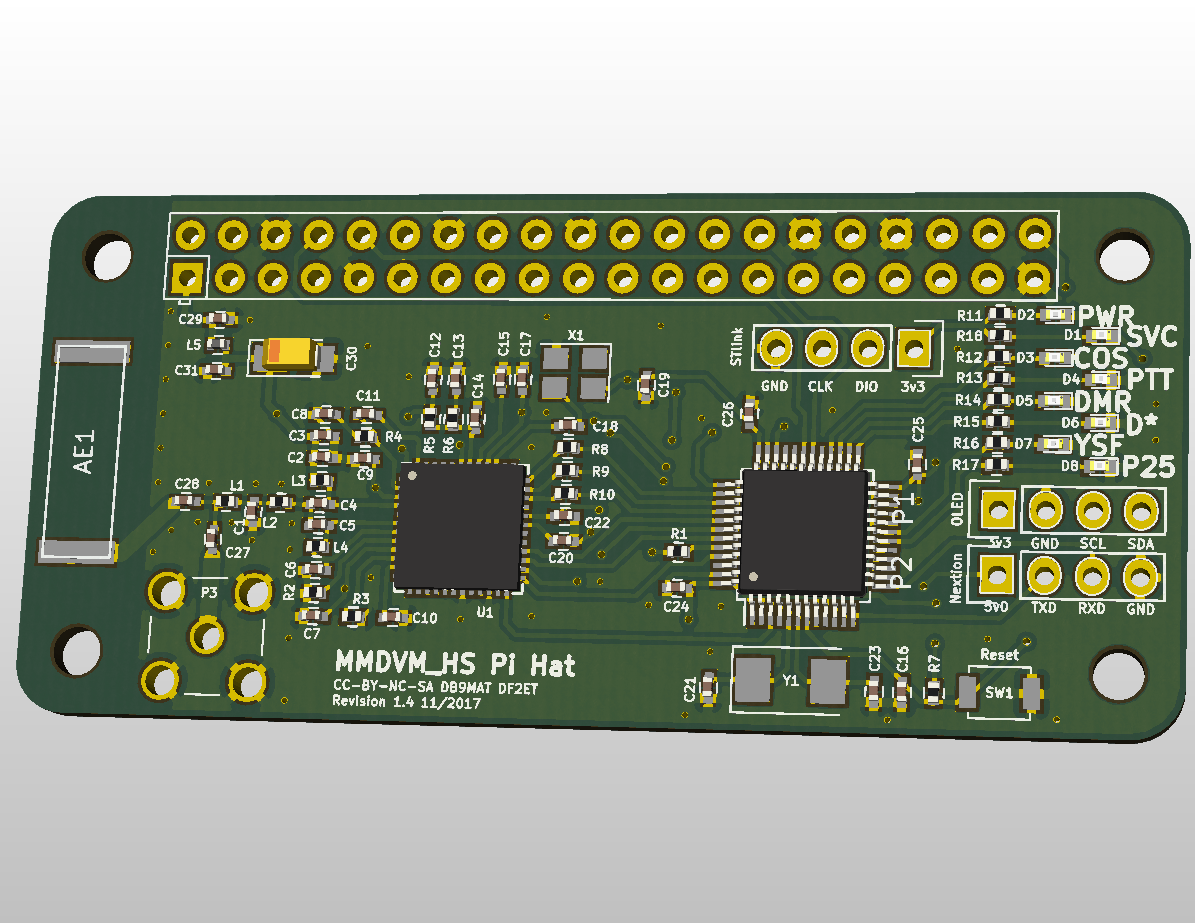 C29
L5
C31
C30
C12
C13
C15
C17
X1
C19
STlink
GND CLK DIO 3v3
R11 D2 PWR
R18 D1 SVC
R12 D3 COS
R13 D4 PTT
R14 D5 DMR
R15 D6 D*
R16 D7 YSF
R17 D8 P25
AE1
C8
C11
C14
C3
R4
R5
R6
C2
C9
L3
C18
R8
R9
R10
C22
C20
C26
C25
C28
L1
L2
C27
C4
C5
L4
C6
R2
C7
R3
C10
U1
R1
C24
P1
P2
OLED
3v3 GND SCL SDA
Nextion
5v0 TXD RXD GND
P3
MMDVM_HS Pi Hat
CC-BY-NC-SA DB9MAT DF2ET
Revision 1.4 11/2017
C21
Y1
C23
C16
R7
Reset
SW1